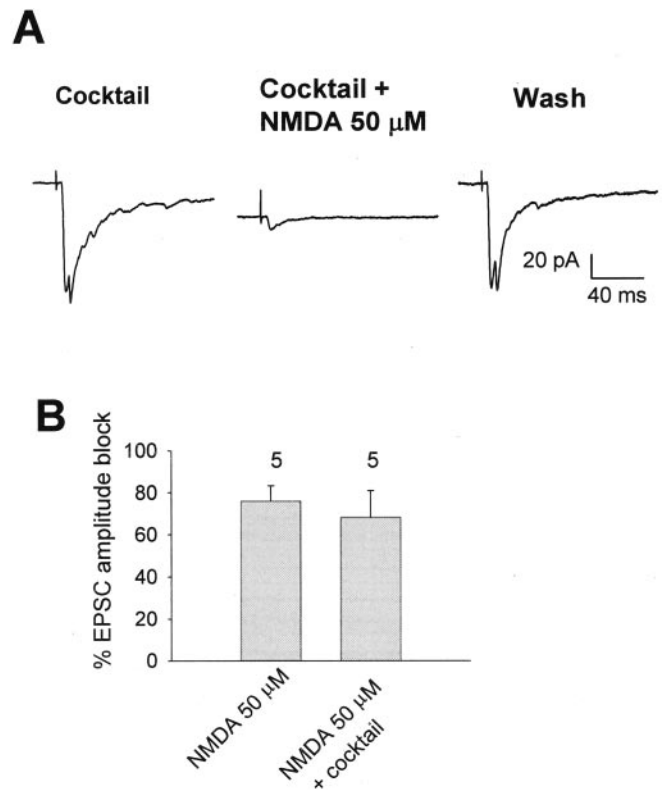 A
Cocktail
Cocktail +
NMDA 50 μM
Wash
20 pA
40 ms
B
% EPSC amplitude block
100
80
60
40
20
0
5
5
NMDA 50 μM
NMDA 50 μM
+ cocktail